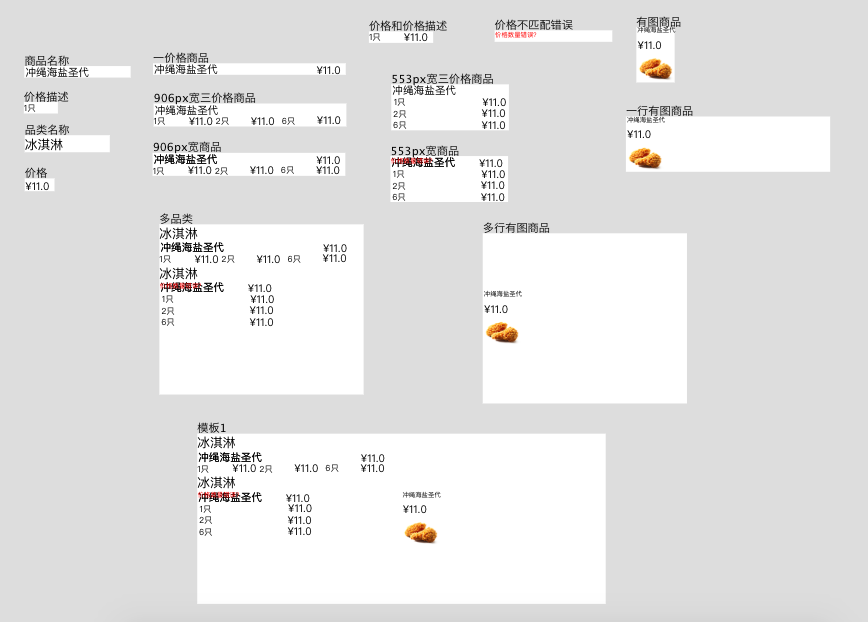 商品名称
冲绳海盐圣代
价格描述
1只
品类名称
冰淇淋
价格
¥11.0
一价格商品
冲绳海盐圣代 ¥11.0
906px宽三价格商品
冲绳海盐圣代
1只 ¥11.0 2只 ¥11.0 6只 ¥11.0
906px宽商品
冲绳海盐圣代 ¥11.0
1只 ¥11.0 2只 ¥11.0 6只 ¥11.0
价格和价格描述
1只 ¥11.0
553px宽三价格商品
冲绳海盐圣代
1只 ¥11.0
2只 ¥11.0
6只 ¥11.0
553px宽商品
冲绳海盐圣代 ¥11.0
1只 ¥11.0
2只 ¥11.0
6只 ¥11.0
价格不匹配错误
价格数量错误?
有图商品
冲绳海盐圣代
¥11.0
一行有图商品
冲绳海盐圣代
¥11.0
多品类
冰淇淋
冲绳海盐圣代 ¥11.0
1只 ¥11.0 2只 ¥11.0 6只 ¥11.0
冰淇淋
冲绳海盐圣代 ¥11.0
1只 ¥11.0
2只 ¥11.0
6只 ¥11.0
多行有图商品
冲绳海盐圣代
¥11.0
模板1
冰淇淋
冲绳海盐圣代 ¥11.0
1只 ¥11.0 2只 ¥11.0 6只 ¥11.0
冰淇淋
冲绳海盐圣代 ¥11.0
1只 ¥11.0
2只 ¥11.0
6只 ¥11.0
冲绳海盐圣代
¥11.0